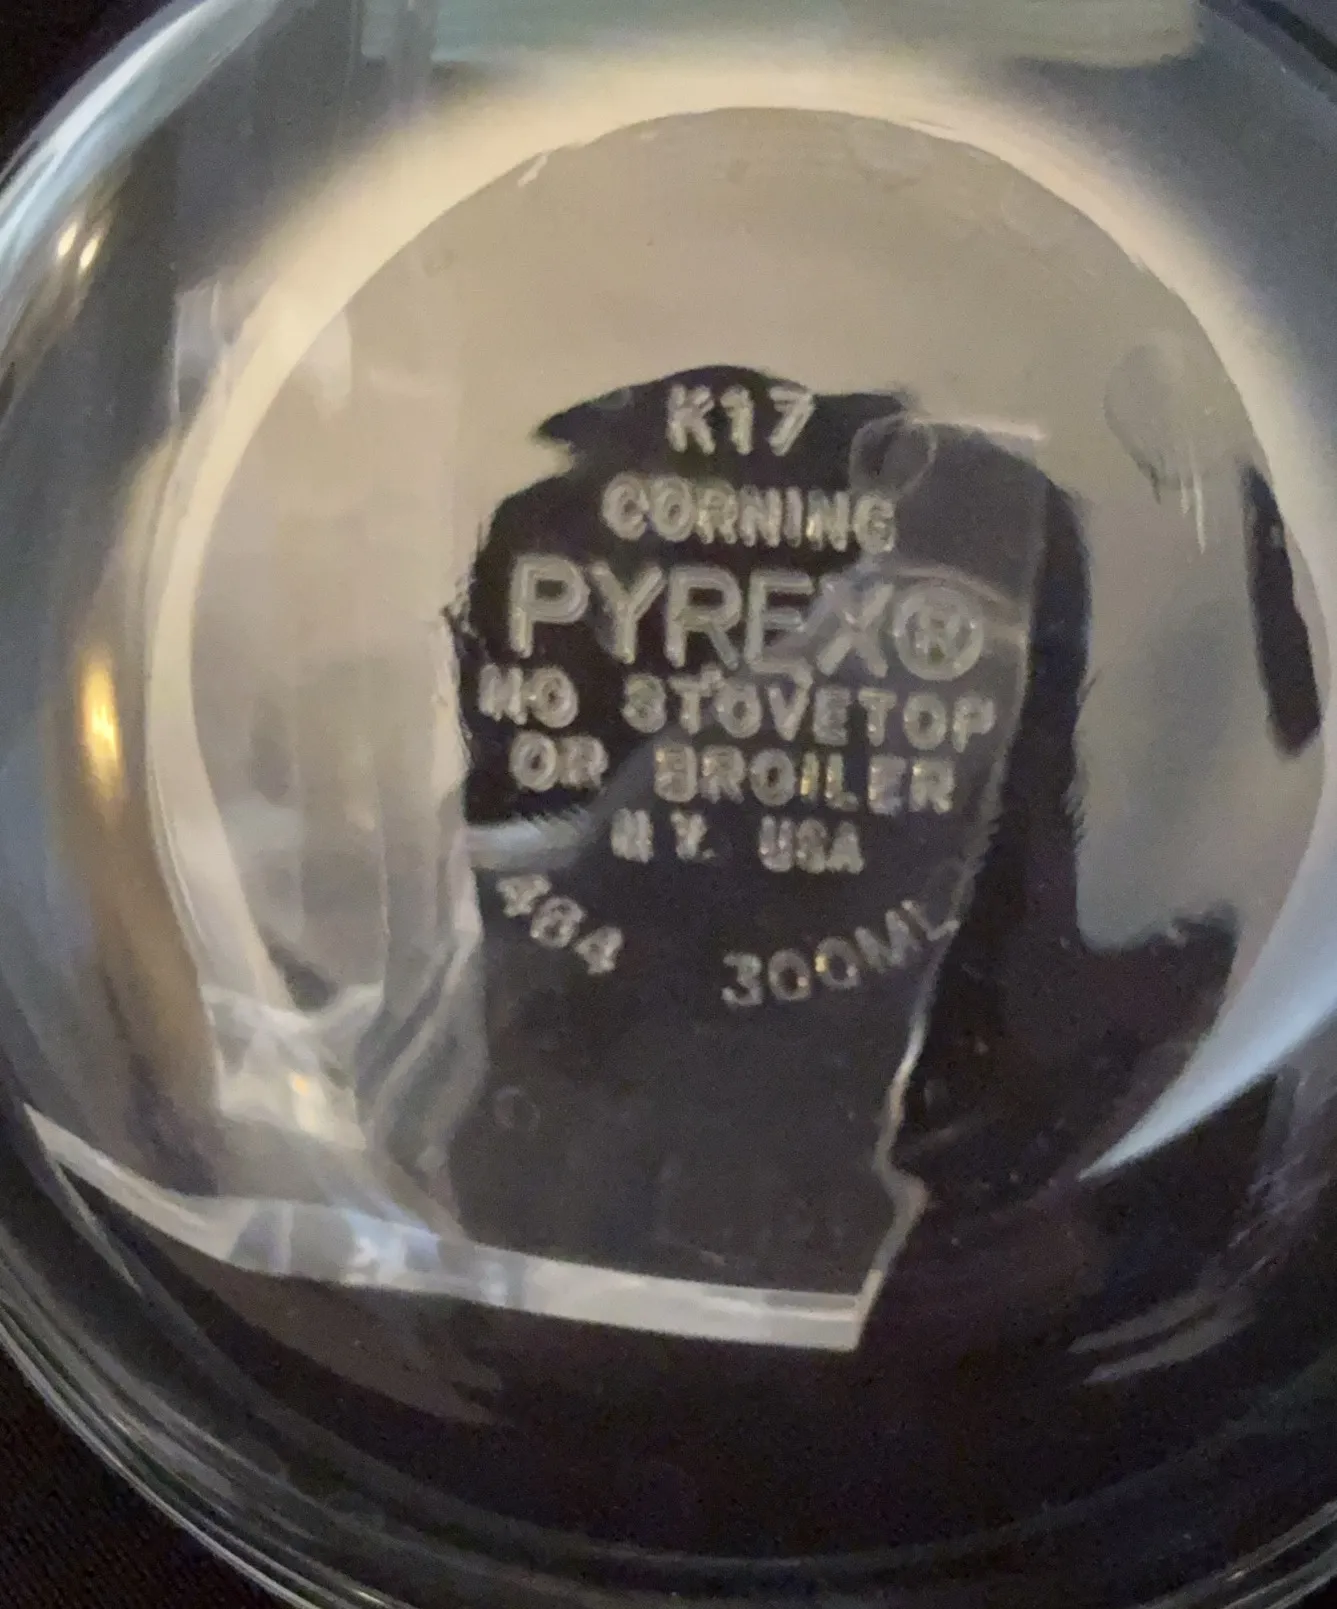 K17
CORNING
PYREX®
NO STOVETOP
OR BROILER
N.Y. USA
464 300ML